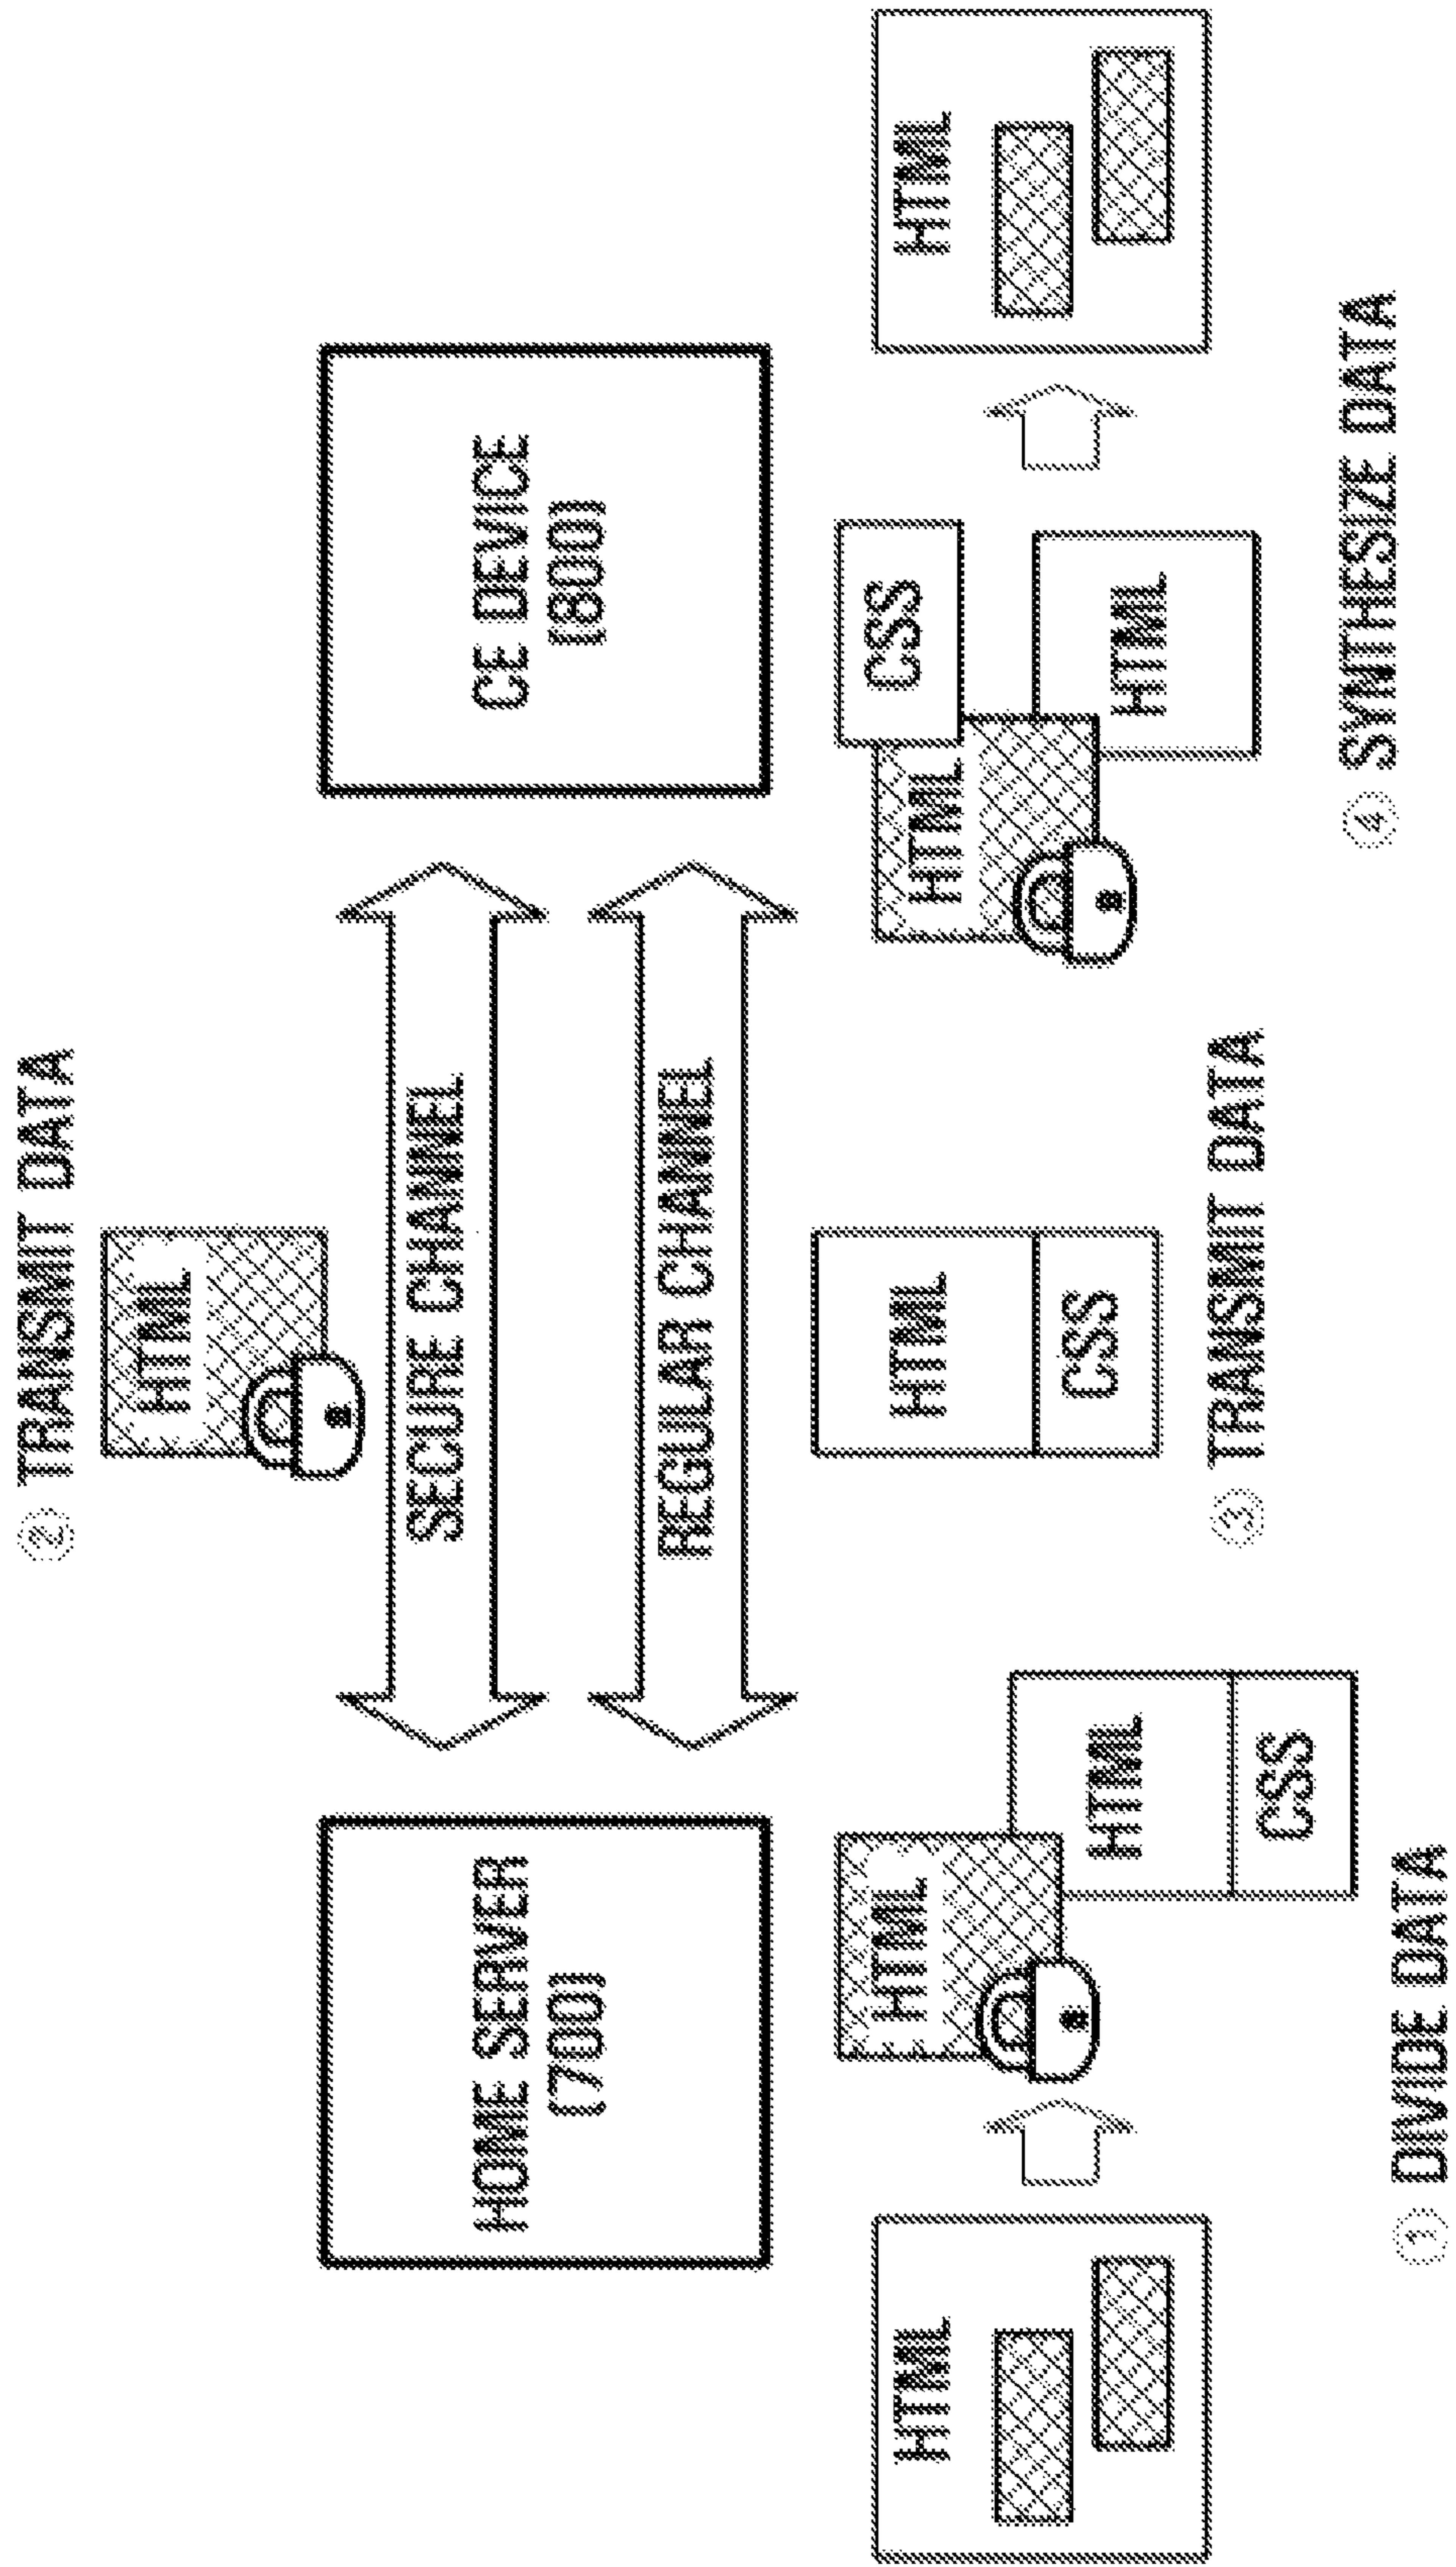 ② TRANSMIT DATA
HTML
HOME SERVER
(700)
SECURE CHANNEL
REGULAR CHANNEL
CE DEVICE
(800)
HTML
HTML
HTML
CSS
HTML
CSS
HTML
CSS
HTML
HTML
③ TRANSMIT DATA
④ SYNTHESIZE DATA
① DIVIDE DATA